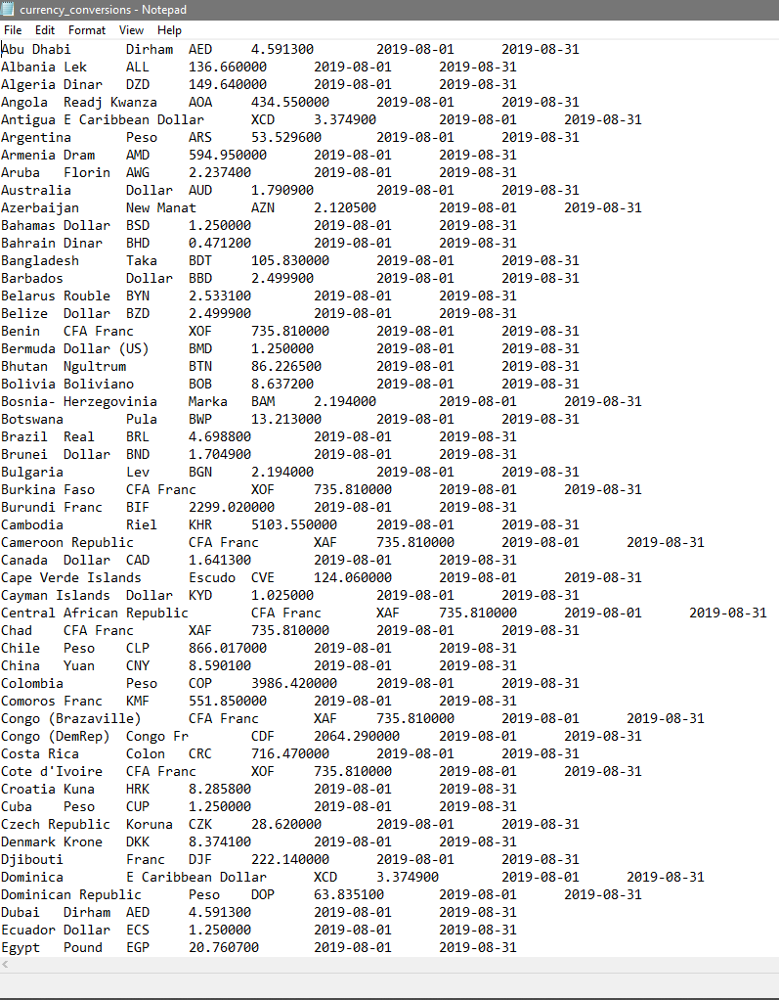 currency_conversions - Notepad
File Edit Format View Help
Abu Dhabi Dirham AED 4.591300 2019-08-01 2019-08-31
Albania Lek ALL 136.660000 2019-08-01 2019-08-31
Algeria Dinar DZD 149.640000 2019-08-01 2019-08-31
Angola Readj Kwanza AOA 434.550000 2019-08-01 2019-08-31
Antigua E Caribbean Dollar XCD 3.374900 2019-08-01 2019-08-31
Argentina Peso ARS 53.529600 2019-08-01 2019-08-31
Armenia Dram AMD 594.950000 2019-08-01 2019-08-31
Aruba Florin AWG 2.237400 2019-08-01 2019-08-31
Australia Dollar AUD 1.790900 2019-08-01 2019-08-31
Azerbaijan New Manat AZN 2.120500 2019-08-01 2019-08-31
Bahamas Dollar BSD 1.250000 2019-08-01 2019-08-31
Bahrain Dinar BHD 0.471200 2019-08-01 2019-08-31
Bangladesh Taka BDT 105.830000 2019-08-01 2019-08-31
Barbados Dollar BBD 2.499900 2019-08-01 2019-08-31
Belarus Rouble BYN 2.533100 2019-08-01 2019-08-31
Belize Dollar BZD 2.499900 2019-08-01 2019-08-31
Benin CFA Franc XOF 735.810000 2019-08-01 2019-08-31
Bermuda Dollar (US) BMD 1.250000 2019-08-01 2019-08-31
Bhutan Ngultrum BTN 86.226500 2019-08-01 2019-08-31
Bolivia Boliviano BOB 8.637200 2019-08-01 2019-08-31
Bosnia- Herzegovinia Marka BAM 2.194000 2019-08-01 2019-08-31
Botswana Pula BWP 13.213000 2019-08-01 2019-08-31
Brazil Real BRL 4.698800 2019-08-01 2019-08-31
Brunei Dollar BND 1.704900 2019-08-01 2019-08-31
Bulgaria Lev BGN 2.194000 2019-08-01 2019-08-31
Burkina Faso CFA Franc XOF 735.810000 2019-08-01 2019-08-31
Burundi Franc BIF 2299.020000 2019-08-01 2019-08-31
Cambodia Riel KHR 5103.550000 2019-08-01 2019-08-31
Cameroon Republic CFA Franc XAF 735.810000 2019-08-01 2019-08-31
Canada Dollar CAD 1.641300 2019-08-01 2019-08-31
Cape Verde Islands Escudo CVE 124.060000 2019-08-01 2019-08-31
Cayman Islands Dollar KYD 1.025000 2019-08-01 2019-08-31
Central African Republic CFA Franc XAF 735.810000 2019-08-01 2019-08-31
Chad CFA Franc XAF 735.810000 2019-08-01 2019-08-31
Chile Peso CLP 866.017000 2019-08-01 2019-08-31
China Yuan CNY 8.590100 2019-08-01 2019-08-31
Colombia Peso COP 3986.420000 2019-08-01 2019-08-31
Comoros Franc KMF 551.850000 2019-08-01 2019-08-31
Congo (Brazaville) CFA Franc XAF 735.810000 2019-08-01 2019-08-31
Congo (DemRep) Congo Fr CDF 2064.290000 2019-08-01 2019-08-31
Costa Rica Colon CRC 716.470000 2019-08-01 2019-08-31
Cote d'Ivoire CFA Franc XOF 735.810000 2019-08-01 2019-08-31
Croatia Kuna HRK 8.285800 2019-08-01 2019-08-31
Cuba Peso CUP 1.250000 2019-08-01 2019-08-31
Czech Republic Koruna CZK 28.620000 2019-08-01 2019-08-31
Denmark Krone DKK 8.374100 2019-08-01 2019-08-31
Djibouti Franc DJF 222.140000 2019-08-01 2019-08-31
Dominica E Caribbean Dollar XCD 3.374900 2019-08-01 2019-08-31
Dominican Republic Peso DOP 63.835100 2019-08-01 2019-08-31
Dubai Dirham AED 4.591300 2019-08-01 2019-08-31
Ecuador Dollar ECS 1.250000 2019-08-01 2019-08-31
Egypt Pound EGP 20.760700 2019-08-01 2019-08-31